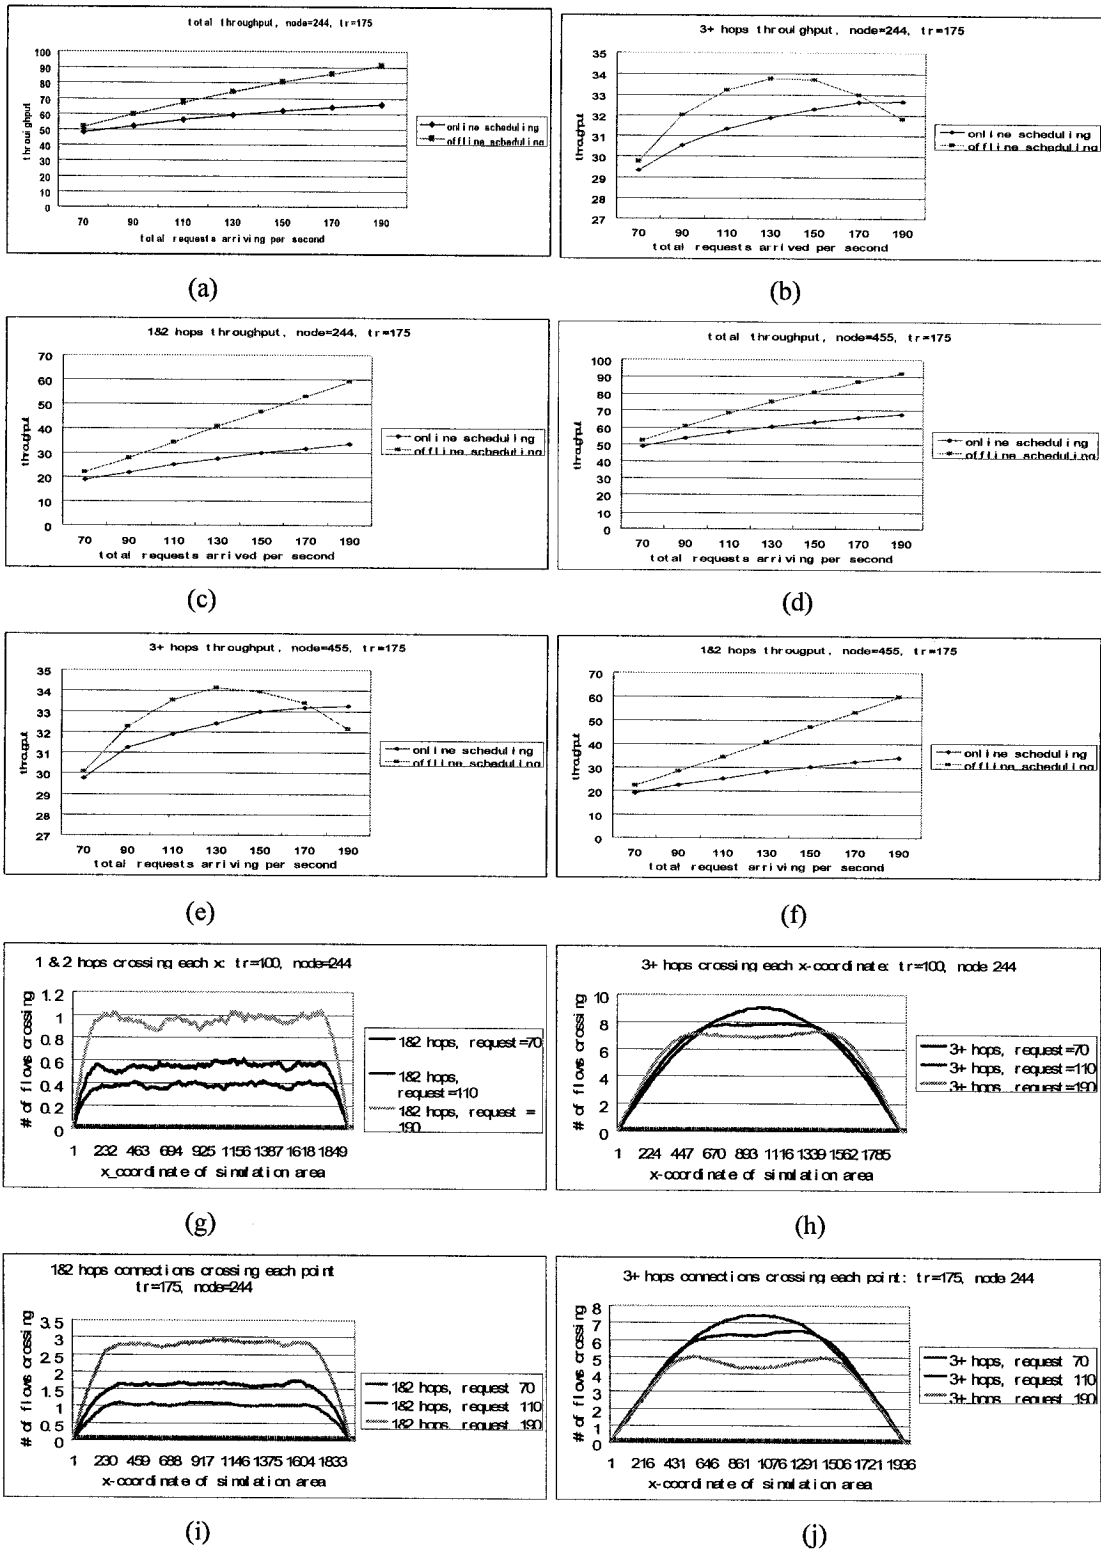 total throughput, node=244, tr=175
100
90
80
70
60
50
40
30
20
10
0
throughput
70 90 110 130 150 170 190
total requests arriving per second
online scheduling
offline scheduling
(a)
3+ hops throughput, node=244, tr=175
35
34
33
32
31
30
29
28
27
throughput
70 90 110 130 150 170 190
total requests arrived per second
online scheduling
offline scheduling
(b)
1&2 hops throughput, node=244, tr=175
70
60
50
40
30
20
10
0
throughput
70 90 110 130 150 170 190
total requests arrived per second
online scheduling
offline scheduling
(c)
total throughput, node=455, tr=175
100
90
80
70
60
50
40
30
20
10
0
throughput
70 90 110 130 150 170 190
total requests arriving per second
online scheduling
offline scheduling
(d)
3+ hops throughput, node=455, tr=175
35
34
33
32
31
30
29
28
27
througput
70 90 110 130 150 170 190
total requests arriving per second
online scheduling
offline scheduling
(e)
1&2 hops througput, node=455, tr=175
70
60
50
40
30
20
10
0
throughput
70 90 110 130 150 170 190
total request arriving per second
online scheduling
offline scheduling
(f)
1 & 2 hops crossing each x: tr=100, node=244
1.2
1
0.8
0.6
0.4
0.2
0
# of flows crossing
1 232 463 694 925 1156 1387 1618 1849
x_coordinate of simulation area
1&2 hops, request=70
1&2 hops,
request=110
1&2 hops, request =
190
(g)
3+ hops crossing each x-coordinate: tr=100, node 244
10
8
6
4
2
0
# of flows crossing
1 224 447 670 893 1116 1339 1562 1785
x-coordinate of simulation area
3+ hops, request=70
3+ hops, request=110
3+ hops, request=190
(h)
1&2 hops connections crossing each point
tr=175, node=244
3.5
3
2.5
2
1.5
1
0.5
0
# of flows crossing
1 230 459 688 917 1146 1375 1604 1833
x-coordinate of simulation area
1&2 hops, request 70
1&2 hops, request 110
1&2 hops, request 190
(i)
3+ hops connections crossing each point: tr=175, node 244
8
7
6
5
4
3
2
1
0
# of flows crossing
1 216 431 646 861 1076 1291 1506 1721 1936
x-coordinate of simulation area
3+ hops, request 70
3+ hops, request 110
3+ hops, request 190
(j)